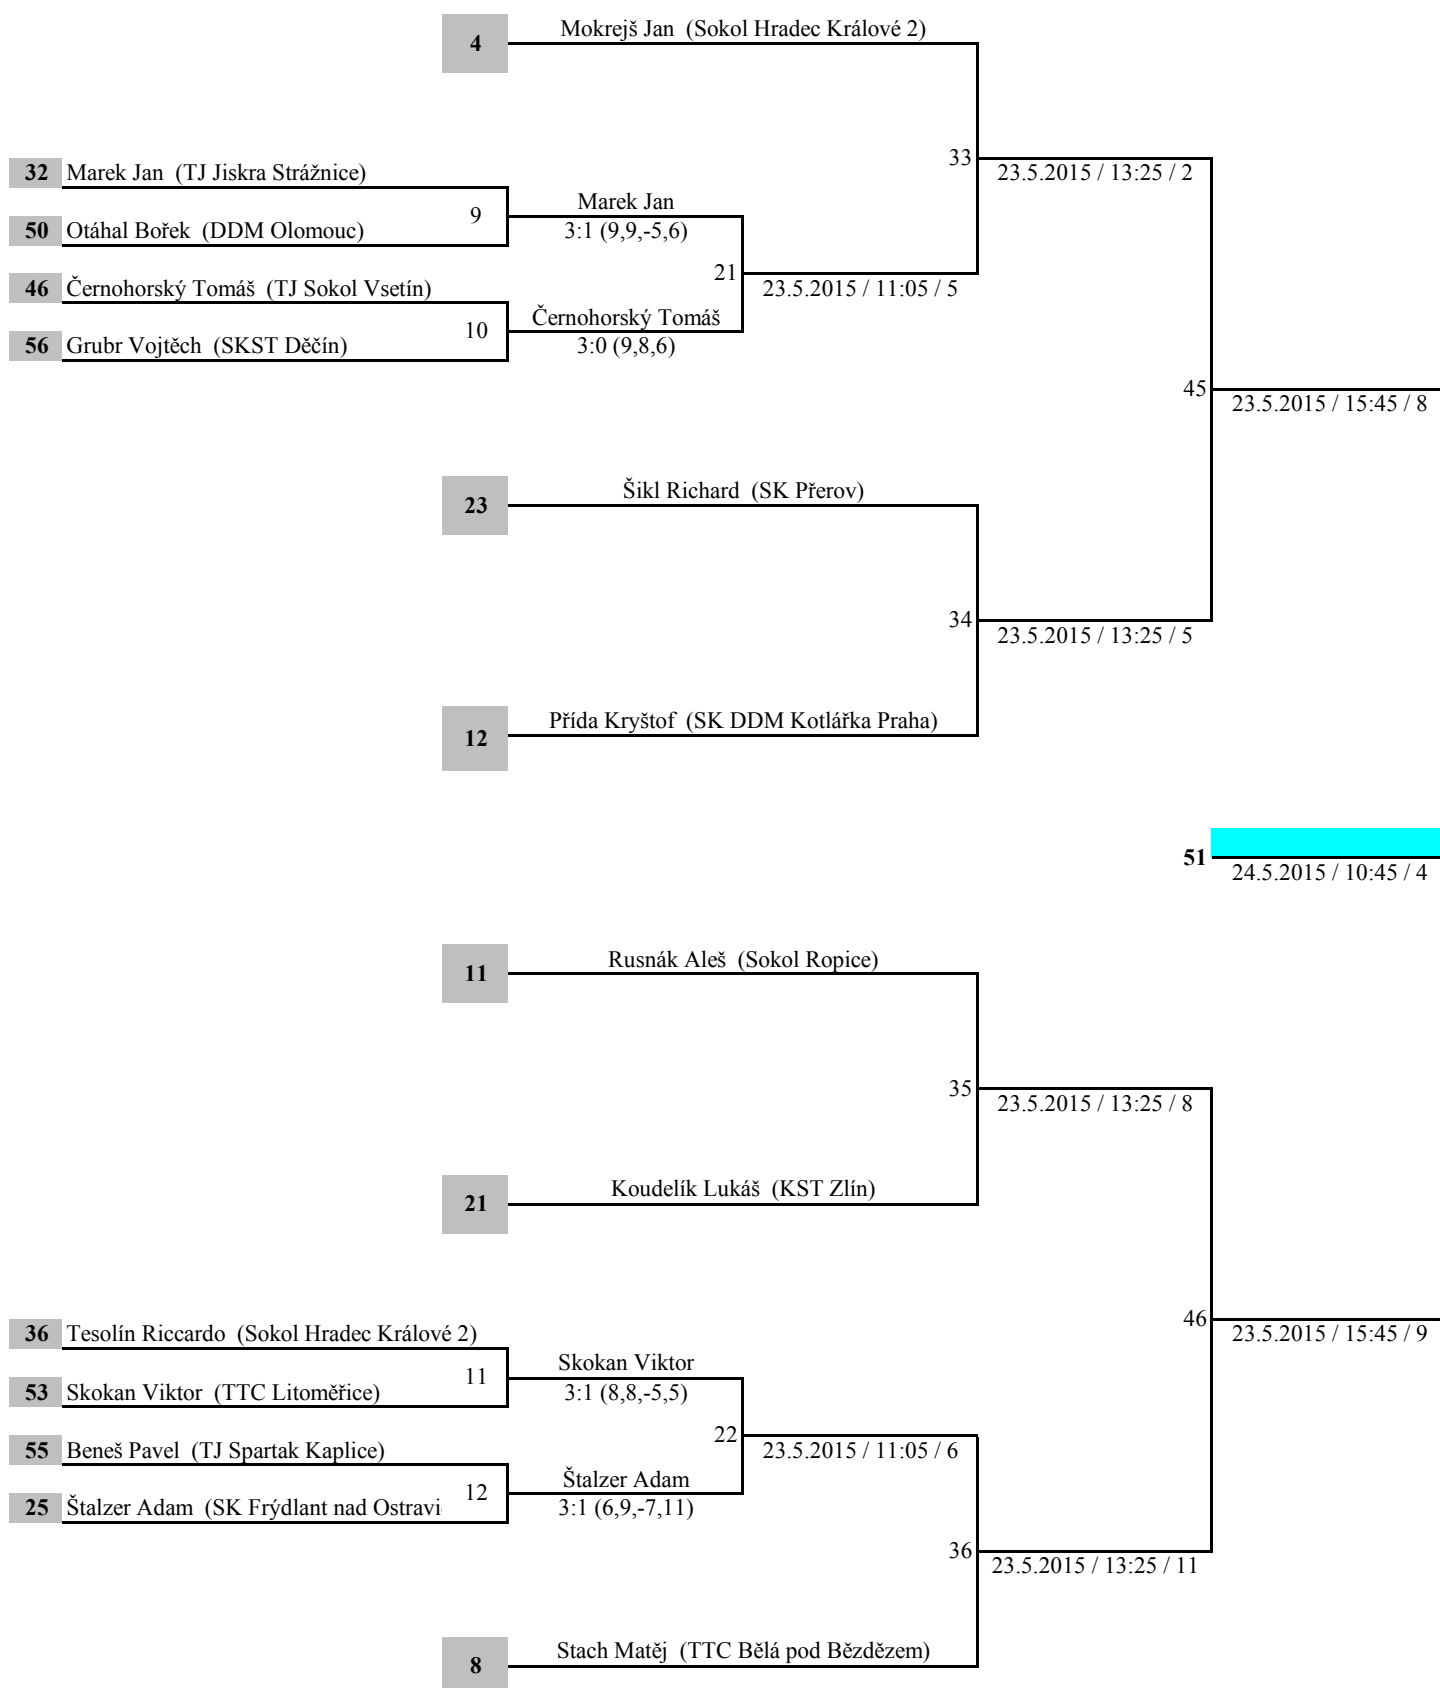 4 Mokrejš Jan (Sokol Hradec Králové 2)
33 23.5.2015 / 13:25 / 2
32 Marek Jan (TJ Jiskra Strážnice)
9 Marek Jan
50 Otáhal Bořek (DDM Olomouc) 3:1 (9,9,-5,6)
21 23.5.2015 / 11:05 / 5
46 Černohorský Tomáš (TJ Sokol Vsetín)
10 Černohorský Tomáš
56 Grubr Vojtěch (SKST Děčín) 3:0 (9,8,6)
45 23.5.2015 / 15:45 / 8
23 Šikl Richard (SK Přerov)
34 23.5.2015 / 13:25 / 5
12 Přída Kryštof (SK DDM Kotlářka Praha)
51 24.5.2015 / 10:45 / 4
11 Rusnák Aleš (Sokol Ropice)
35 23.5.2015 / 13:25 / 8
21 Koudelík Lukáš (KST Zlín)
46 23.5.2015 / 15:45 / 9
36 Tesolín Riccardo (Sokol Hradec Králové 2)
11 Skokan Viktor
53 Skokan Viktor (TTC Litoměřice) 3:1 (8,8,-5,5)
22 23.5.2015 / 11:05 / 6
55 Beneš Pavel (TJ Spartak Kaplice)
12 Štalzer Adam
25 Štalzer Adam (SK Frýdlant nad Ostravi 3:1 (6,9,-7,11)
36 23.5.2015 / 13:25 / 11
8 Stach Matěj (TTC Bělá pod Bězdězem)